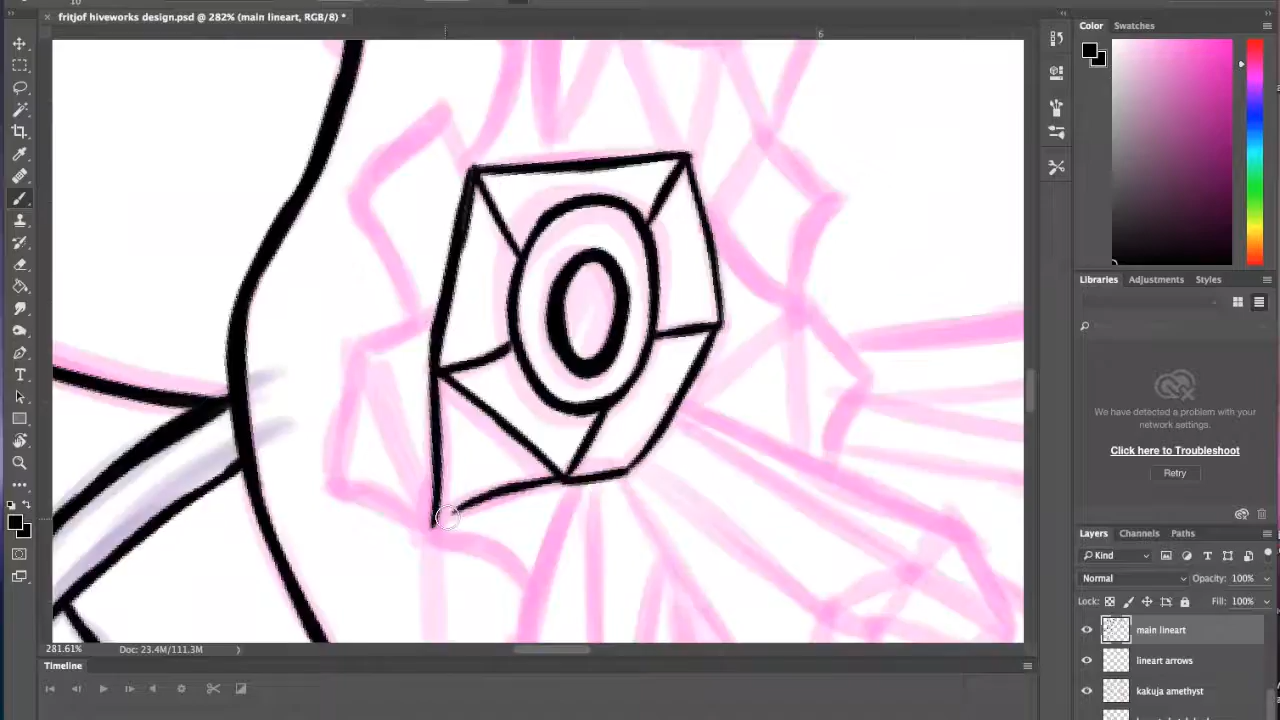 fritjof hiveworks design.psd @ 282% (main lineart, RGB/8) *
6
Color
Swatches
Libraries
Adjustments
Styles
We have detected a problem with your
network settings.
Click here to Troubleshoot
Retry
Layers
Channels
Paths
Kind
Normal
Opacity: 100%
Lock:
Fill: 100%
main lineart
lineart arrows
kakuja amethyst
281.61%
Doc: 23.4M/111.3M
Timeline